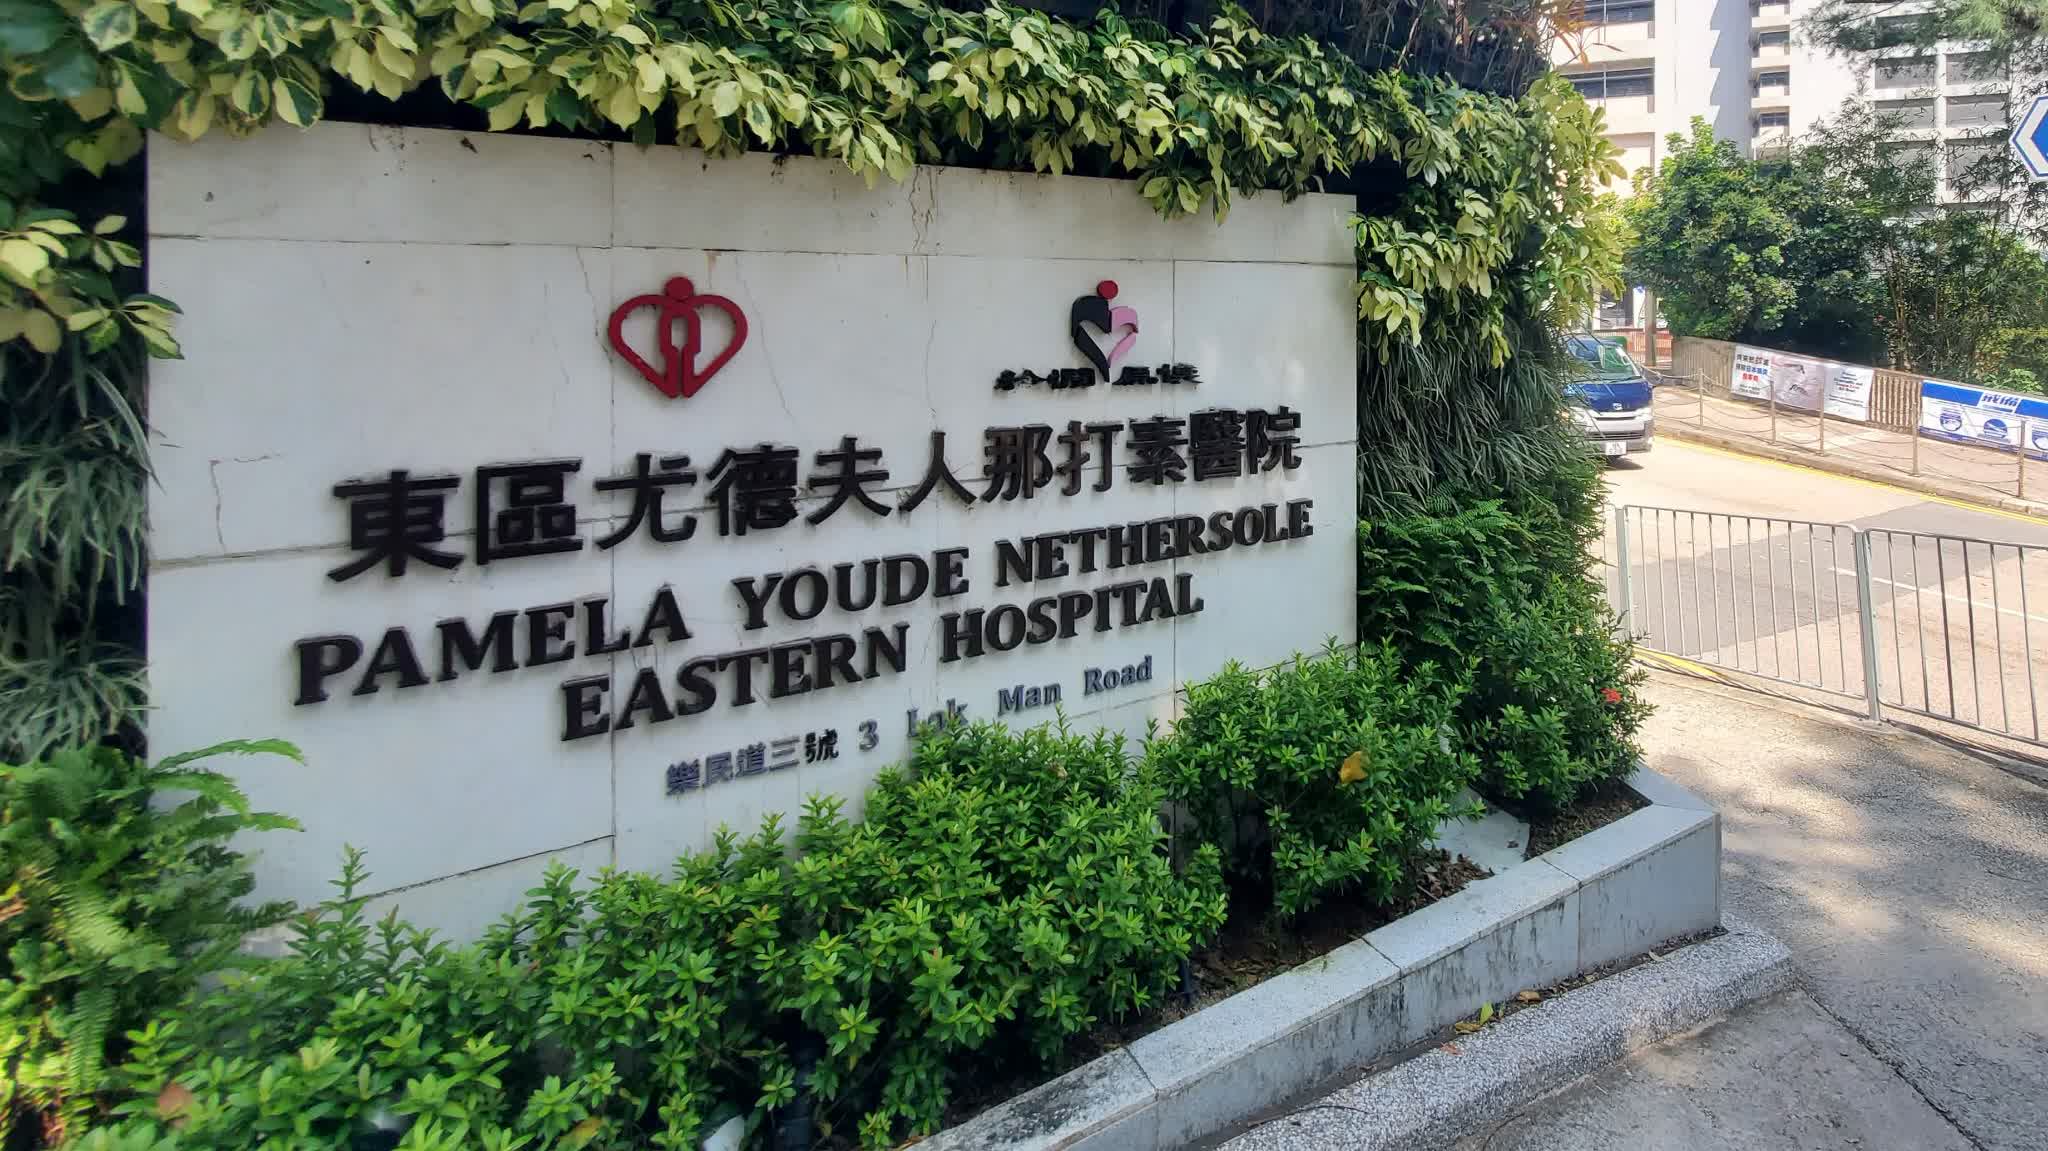 東區尤德夫人那打素醫院
PAMELA YOUDE NETHERSOLE
EASTERN HOSPITAL
樂民道三號 3 Lok Man Road